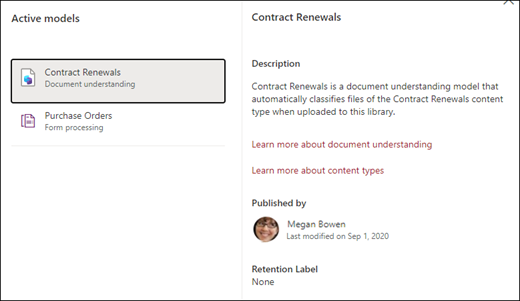 Active models
Contract Renewals
Document understanding
Purchase Orders
Form processing
Contract Renewals
Description
Contract Renewals is a document understanding model that
automatically classifies files of the Contract Renewals content
type when uploaded to this library.
Learn more about document understanding
Learn more about content types
Published by
Megan Bowen
Last modified on Sep 1, 2020
Retention Label
None